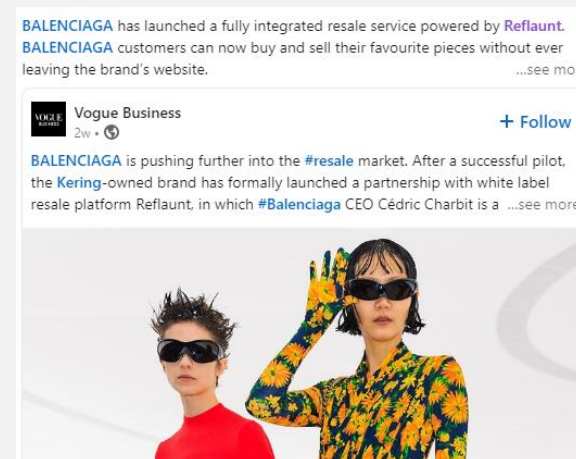 BALENCIAGA has launched a fully integrated resale service powered by Reflaunt.
BALENCIAGA customers can now buy and sell their favourite pieces without ever
leaving the brand's website. ...see mo
VOGUE
BUSINESS
Vogue Business
2w •
+ Follow
BALENCIAGA is pushing further into the #resale market. After a successful pilot,
the Kering-owned brand has formally launched a partnership with white label
resale platform Reflaunt, in which #Balenciaga CEO Cédric Charbit is a ...see more